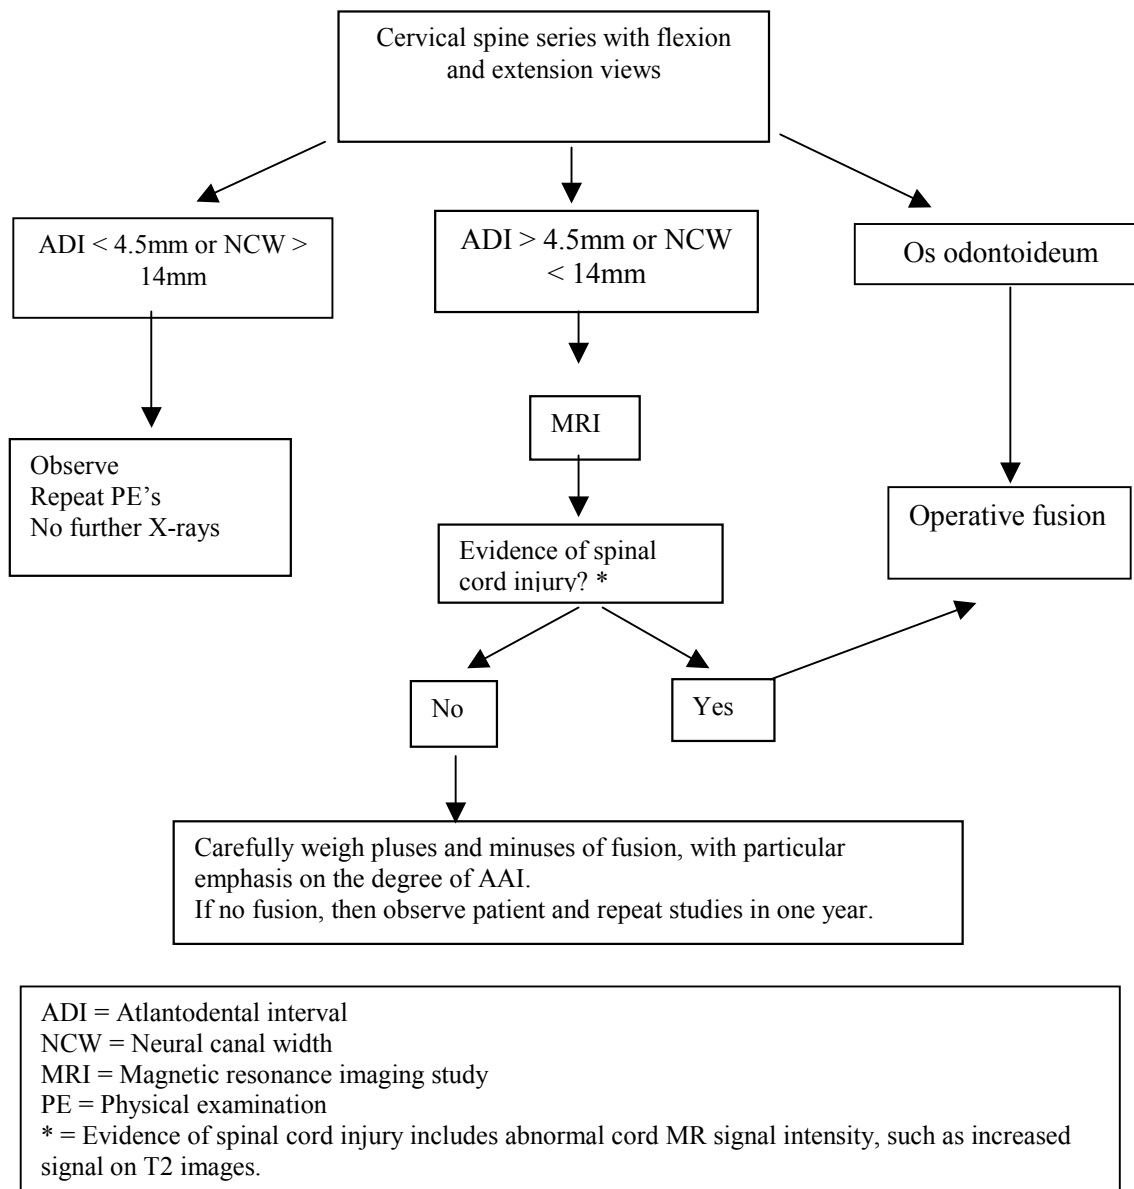 Cervical spine series with flexion
and extension views
ADI < 4.5mm or NCW >
14mm
ADI > 4.5mm or NCW
< 14mm
Os odontoideum
MRI
Observe
Repeat PE’s
No further X-rays
Operative fusion
Evidence of spinal
cord injury? *
No
Yes
Carefully weigh pluses and minuses of fusion, with particular
emphasis on the degree of AAI.
If no fusion, then observe patient and repeat studies in one year.
ADI = Atlantodental interval
NCW = Neural canal width
MRI = Magnetic resonance imaging study
PE = Physical examination
* = Evidence of spinal cord injury includes abnormal cord MR signal intensity, such as increased
signal on T2 images.